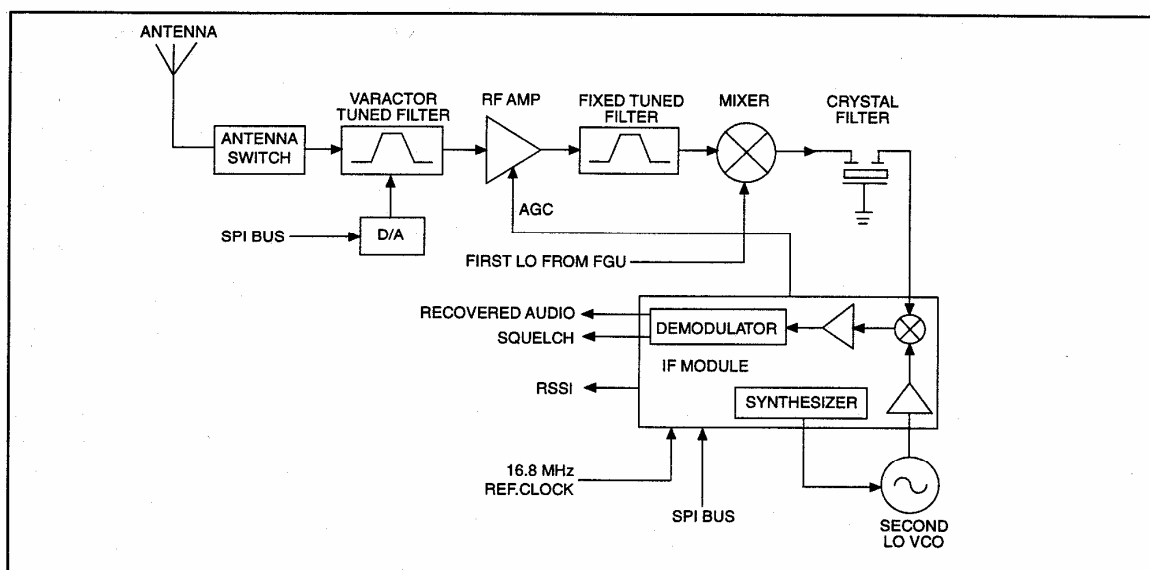 ANTENNA
VARACTOR
TUNED FILTER
RF AMP
FIXED TUNED
FILTER
MIXER
CRYSTAL
FILTER
ANTENNA
SWITCH
AGC
SPI BUS
D/A
FIRST LO FROM FGU
RECOVERED AUDIO
DEMODULATOR
SQUELCH
IF MODULE
RSSI
SYNTHESIZER
16.8 MHz
REF.CLOCK
SPI BUS
SECOND
LO VCO